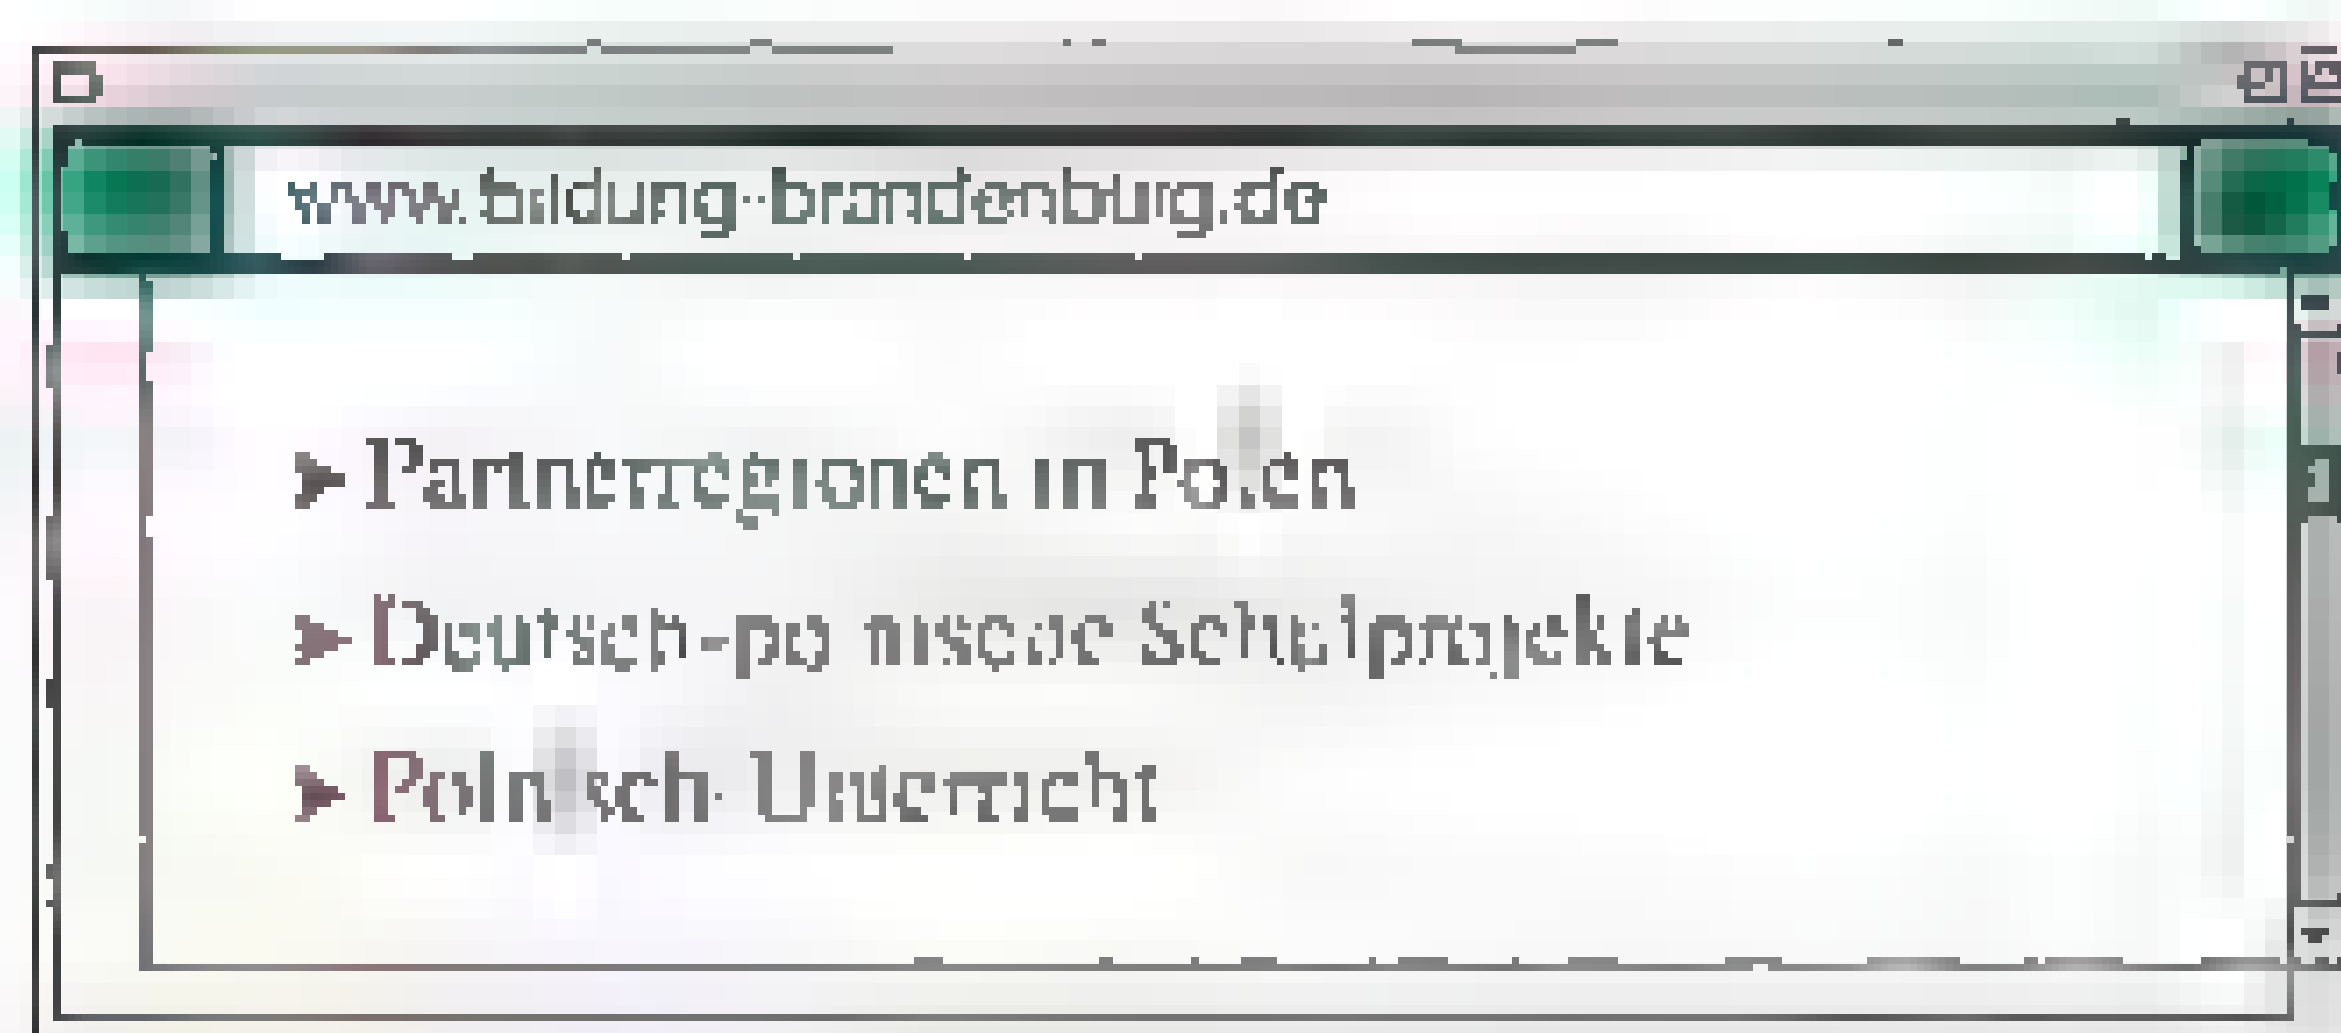 www.bildung-brandenburg.de
➤ Partnerregionen in Polen
➤ Deutsch-polnische Schulprojekte
➤ Polnisch-Unterricht